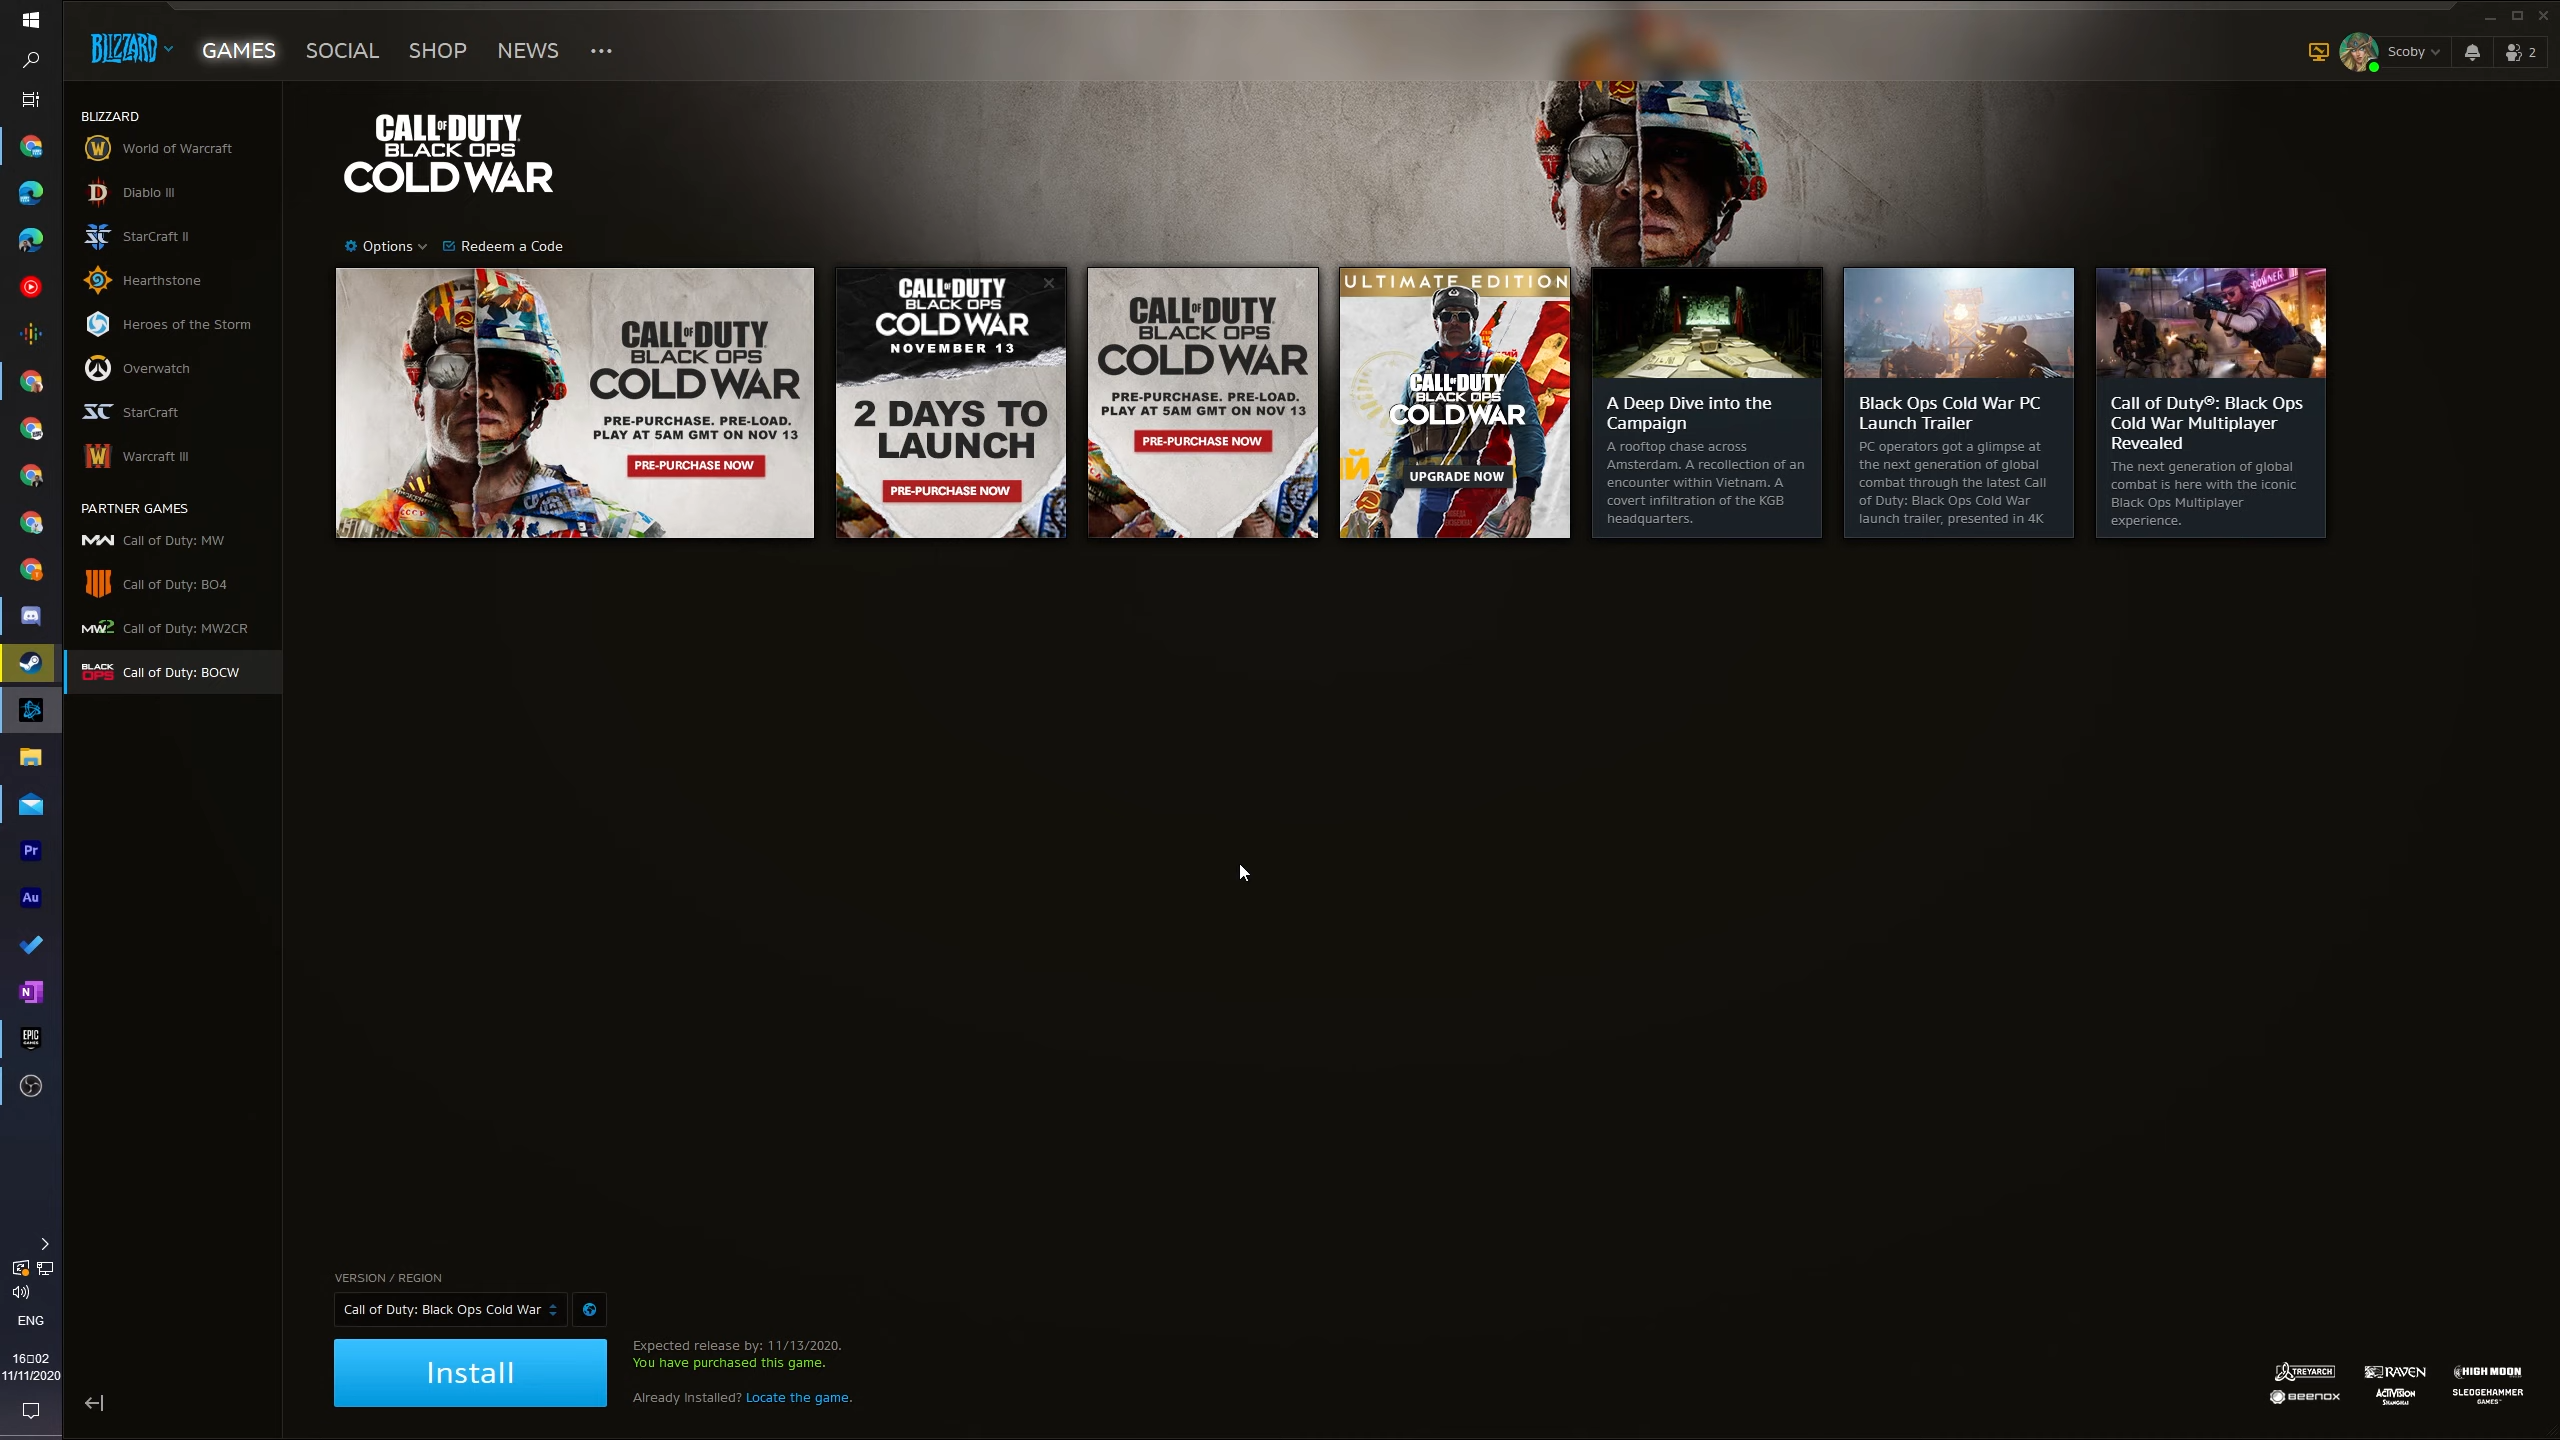 BLIZZARD
GAMES
SOCIAL
SHOP
NEWS
Scoby
2
BLIZZARD
World of Warcraft
Diablo III
StarCraft II
Hearthstone
Heroes of the Storm
Overwatch
StarCraft
Warcraft III
PARTNER GAMES
Call of Duty: MW
Call of Duty: BO4
MW2
Call of Duty: MW2CR
BLACK
OPS
Call of Duty: BOCW
CALL OF DUTY
BLACK OPS
COLD WAR
Options
Redeem a Code
CALL OF DUTY
BLACK OPS
COLD WAR
PRE-PURCHASE. PRE-LOAD.
PLAY AT 5AM GMT ON NOV 13
PRE-PURCHASE NOW
CALL OF DUTY
BLACK OPS
COLD WAR
NOVEMBER 13
2 DAYS TO
LAUNCH
PRE-PURCHASE NOW
CALL OF DUTY
BLACK OPS
COLD WAR
PRE-PURCHASE. PRE-LOAD.
PLAY AT 5AM GMT ON NOV 13
PRE-PURCHASE NOW
ULTIMATE EDITION
CALL OF DUTY
BLACK OPS
COLD WAR
UPGRADE NOW
A Deep Dive into the
Campaign
A rooftop chase across
Amsterdam. A recollection of an
encounter within Vietnam. A
covert infiltration of the KGB
headquarters.
Black Ops Cold War PC
Launch Trailer
PC operators got a glimpse at
the next generation of global
combat through the latest Call
of Duty: Black Ops Cold War
launch trailer, presented in 4K
Call of Duty®: Black Ops
Cold War Multiplayer
Revealed
The next generation of global
combat is here with the iconic
Black Ops Multiplayer
experience.
VERSION / REGION
Call of Duty: Black Ops Cold War
Install
Expected release by: 11/13/2020.
You have purchased this game.
Already Installed? Locate the game.
TREYARCH
RAVEN
HIGH MOON
BEENOX
ACTIVISION
SHANGHAI
SLEDGEHAMMER
GAMES
Pr
Au
N
EPIC
GAMES
ENG
16□02
11/11/2020